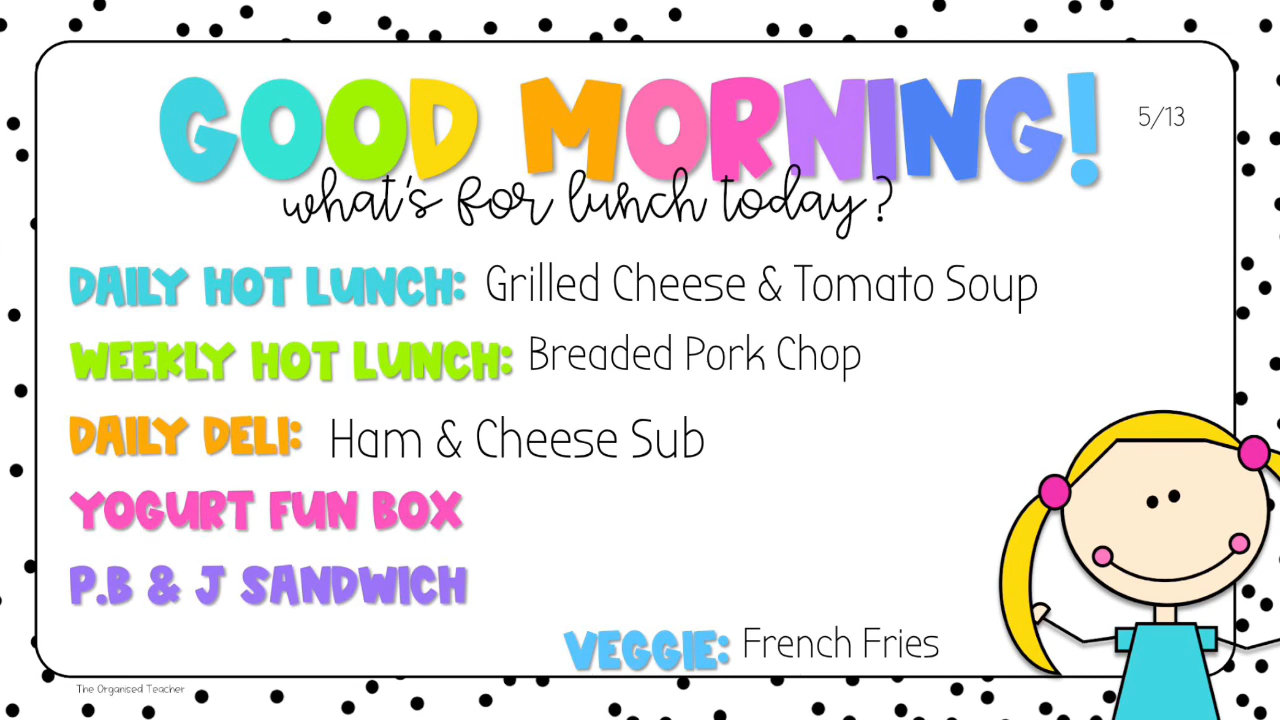 GOOD MORNING!
5/13
what's for lunch today?
DAILY HOT LUNCH: Grilled Cheese & Tomato Soup
WEEKLY HOT LUNCH: Breaded Pork Chop
DAILY DELI: Ham & Cheese Sub
YOGURT FUN BOX
P.B & J SANDWICH
VEGGIE: French Fries
The Organised Teacher